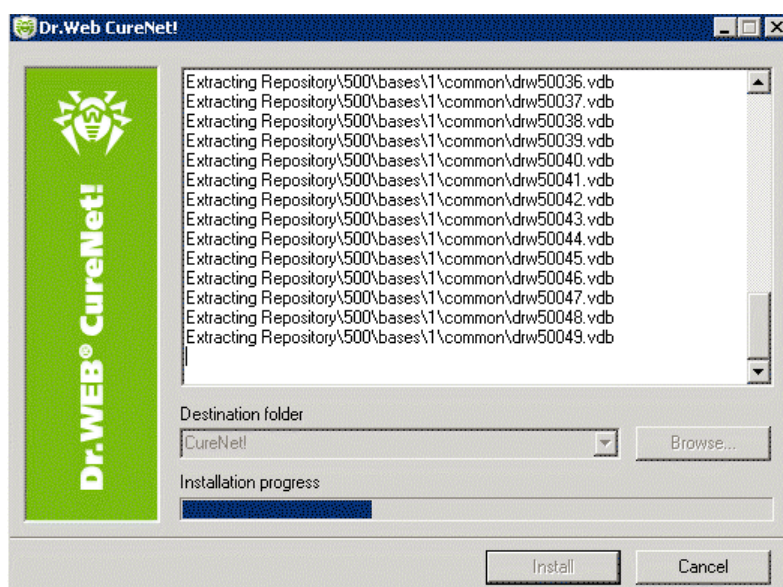 Dr.Web CureNet!
Dr.WEB® CureNet!
Extracting Repository\500\bases\1\common\drw50036.vdb
Extracting Repository\500\bases\1\common\drw50037.vdb
Extracting Repository\500\bases\1\common\drw50038.vdb
Extracting Repository\500\bases\1\common\drw50039.vdb
Extracting Repository\500\bases\1\common\drw50040.vdb
Extracting Repository\500\bases\1\common\drw50041.vdb
Extracting Repository\500\bases\1\common\drw50042.vdb
Extracting Repository\500\bases\1\common\drw50043.vdb
Extracting Repository\500\bases\1\common\drw50044.vdb
Extracting Repository\500\bases\1\common\drw50045.vdb
Extracting Repository\500\bases\1\common\drw50046.vdb
Extracting Repository\500\bases\1\common\drw50047.vdb
Extracting Repository\500\bases\1\common\drw50048.vdb
Extracting Repository\500\bases\1\common\drw50049.vdb
Destination folder
CureNet!
Browse...
Installation progress
Install
Cancel